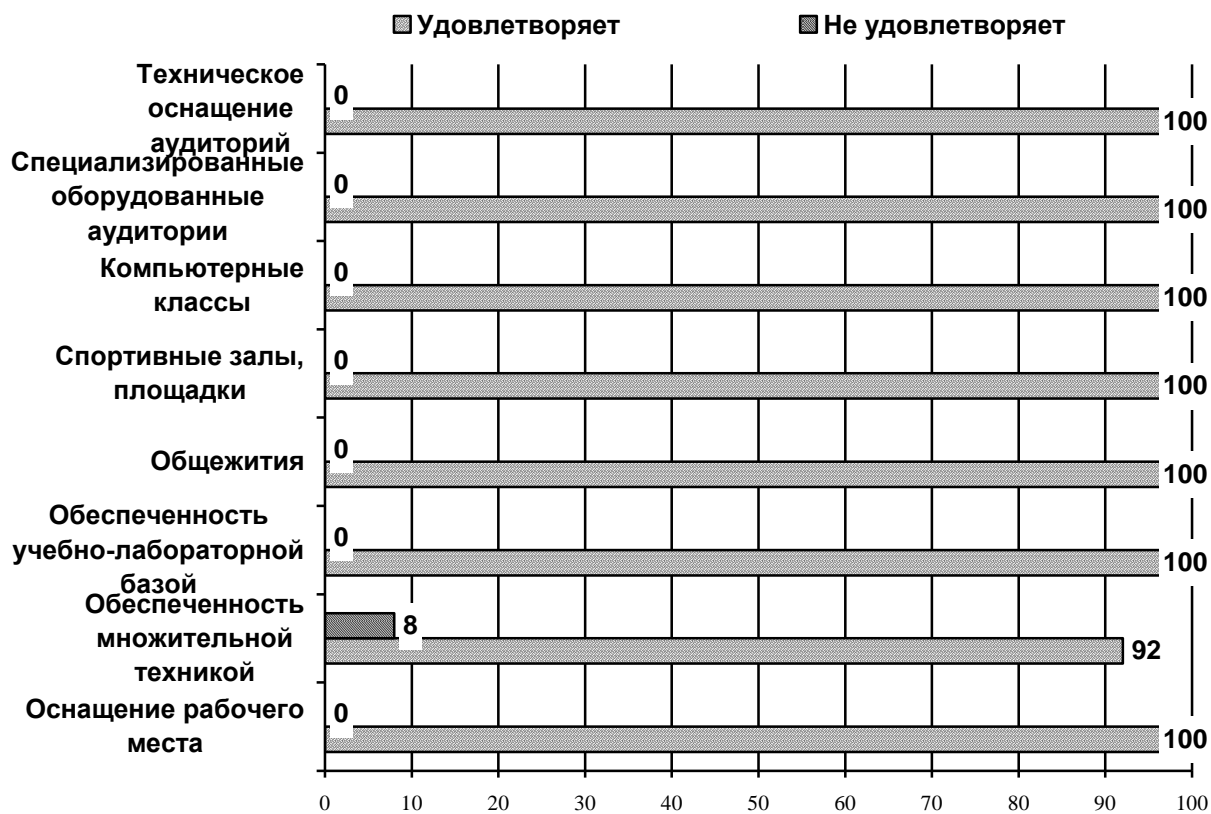 Удовлетворяет Не удовлетворяет
Техническое
оснащение
аудиторий
0
100
Специализированные
оборудованные
аудитории
0
100
Компьютерные
классы
0
100
Спортивные залы,
площадки
0
100
Общежития
0
100
Обеспеченность
учебно-лабораторной
базой
0
100
Обеспеченность
множительной
техникой
8
92
Оснащение рабочего
места
0
100
0 10 20 30 40 50 60 70 80 90 100